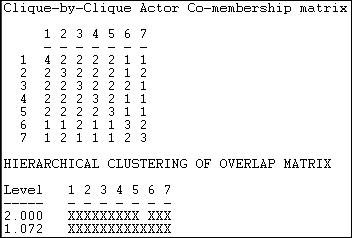 Clique-by-Clique Actor Co-membership matrix
1 2 3 4 5 6 7
- - - - - - -
1 4 2 2 2 2 1 1
2 2 3 2 2 2 1 2
3 2 2 3 2 2 2 1
4 2 2 2 3 2 1 1
5 2 2 2 2 3 1 1
6 1 1 2 1 1 3 2
7 1 2 1 1 1 2 3
HIERARCHICAL CLUSTERING OF OVERLAP MATRIX
Level 1 2 3 4 5 6 7
----- - - - - - - -
2.000 XXXXXXXXX XXX
1.072 XXXXXXXXXXXXX